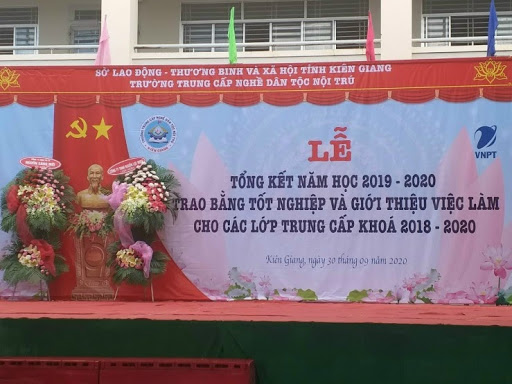 SỞ LAO ĐỘNG - THƯƠNG BINH VÀ XÃ HỘI TỈNH KIÊN GIANG
TRƯỜNG TRUNG CẤP NGHỀ DÂN TỘC NỘI TRÚ
LỄ
VNPT
TỔNG KẾT NĂM HỌC 2019 - 2020
TRAO BẰNG TỐT NGHIỆP VÀ GIỚI THIỆU VIỆC LÀM
CHO CÁC LỚP TRUNG CẤP KHOÁ 2018 - 2020
Kiên Giang, ngày 30 tháng 09 năm 2020